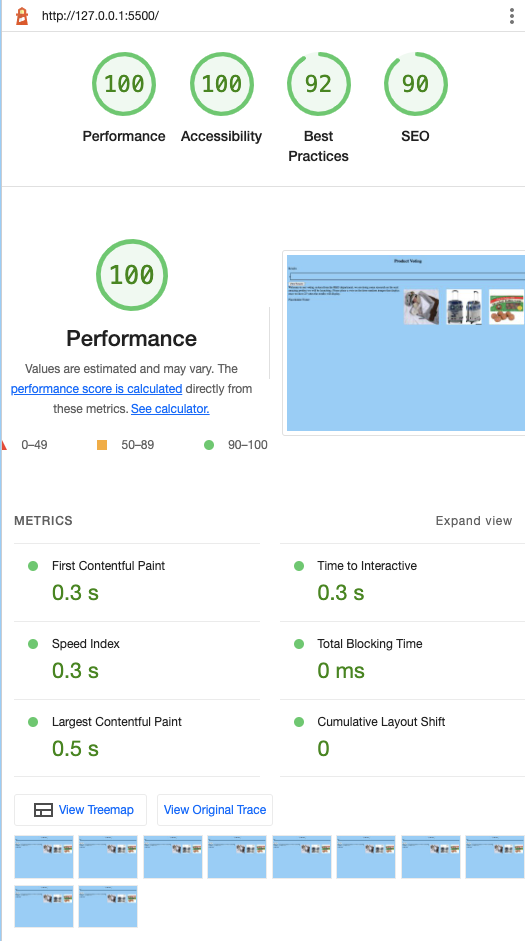 http://127.0.0.1:5500/
100
100
92
90
Performance
Accessibility
Best
Practices
SEO
100
Performance
Values are estimated and may vary. The
performance score is calculated directly from
these metrics. See calculator.
0–49
50–89
90–100
Product Voting
METRICS
Expand view
First Contentful Paint
0.3 s
Time to Interactive
0.3 s
Speed Index
0.3 s
Total Blocking Time
0 ms
Largest Contentful Paint
0.5 s
Cumulative Layout Shift
0
View Treemap
View Original Trace